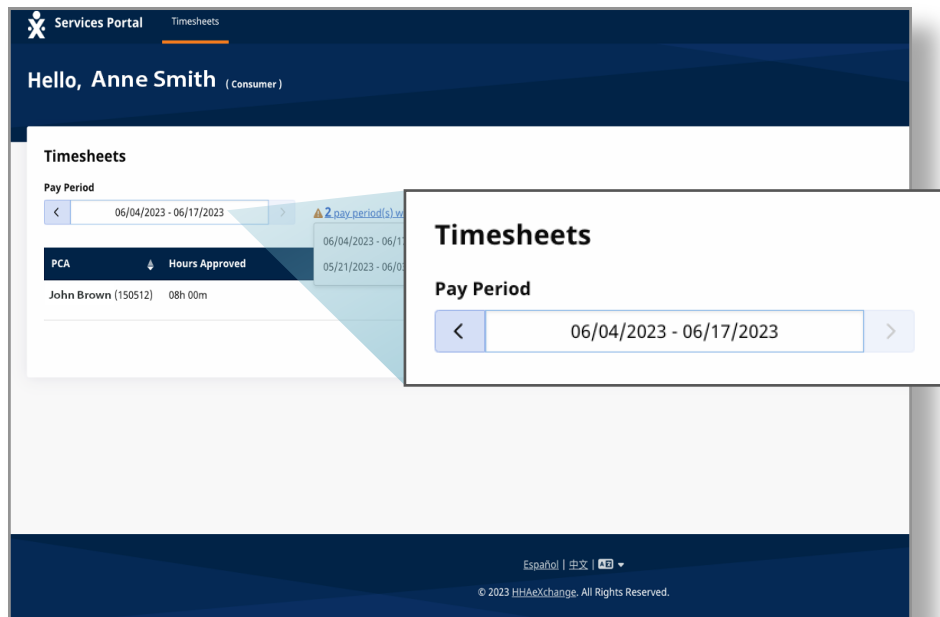 Services Portal Timesheets
Hello, Anne Smith (Consumer)
Timesheets
Pay Period
06/04/2023 - 06/17/2023
2 pay period(s)
06/04/2023 - 06/1
05/21/2023 - 06/0
PCA Hours Approved
John Brown (150512) 08h 00m
Timesheets
Pay Period
06/04/2023 - 06/17/2023
Español | 中文 |
© 2023 HHAeXchange. All Rights Reserved.